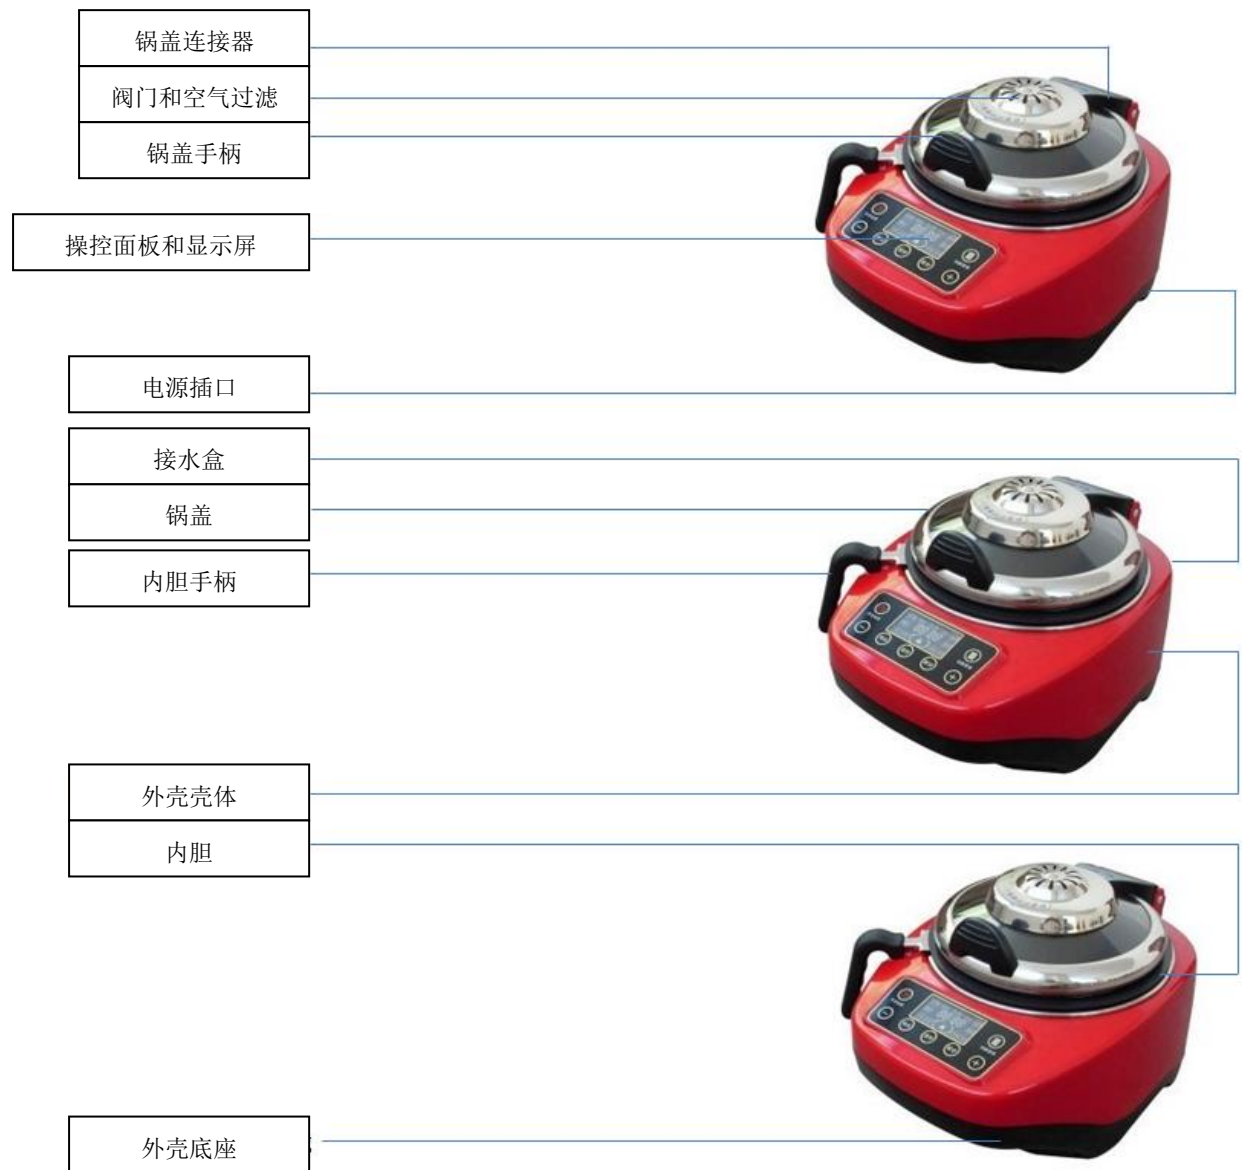 锅盖连接器
阀门和空气过滤
锅盖手柄
操控面板和显示屏
电源插口
接水盒
锅盖
内胆手柄
外壳壳体
内胆
外壳底座